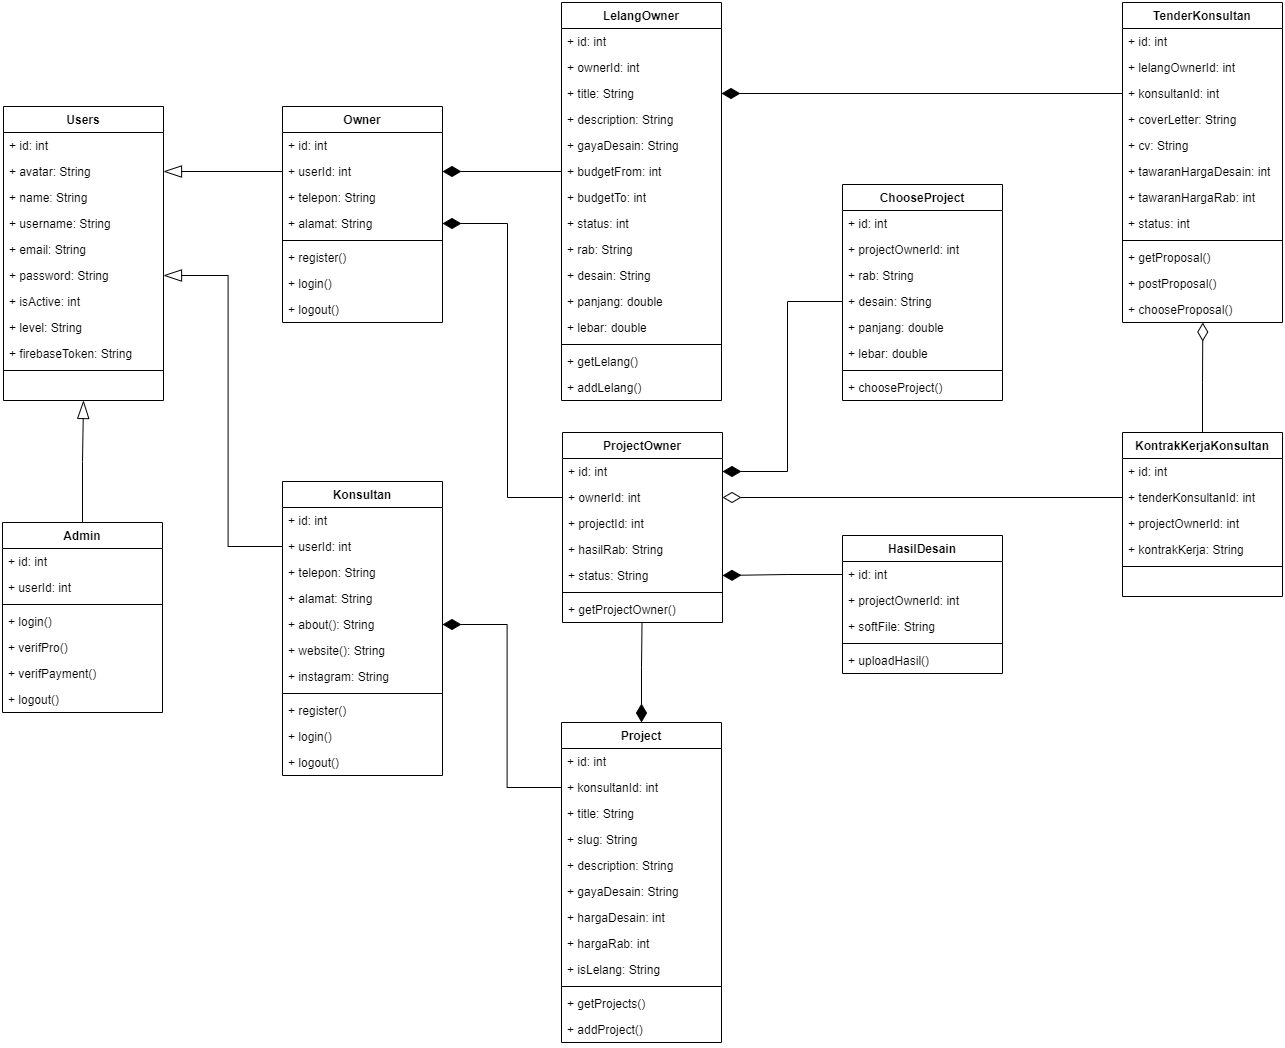 Users
+ id: int
+ avatar: String
+ name: String
+ username: String
+ email: String
+ password: String
+ isActive: int
+ level: String
+ firebaseToken: String
Admin
+ id: int
+ userId: int
+ login()
+ verifPro()
+ verifPayment()
+ logout()
Owner
+ id: int
+ userId: int
+ telepon: String
+ alamat: String
+ register()
+ login()
+ logout()
Konsultan
+ id: int
+ userId: int
+ telepon: String
+ alamat: String
+ about(): String
+ website(): String
+ instagram: String
+ register()
+ login()
+ logout()
LelangOwner
+ id: int
+ ownerId: int
+ title: String
+ description: String
+ gayaDesain: String
+ budgetFrom: int
+ budgetTo: int
+ status: int
+ rab: String
+ desain: String
+ panjang: double
+ lebar: double
+ getLelang()
+ addLelang()
ProjectOwner
+ id: int
+ ownerId: int
+ projectId: int
+ hasilRab: String
+ status: String
+ getProjectOwner()
Project
+ id: int
+ konsultanId: int
+ title: String
+ slug: String
+ description: String
+ gayaDesain: String
+ hargaDesain: int
+ hargaRab: int
+ isLelang: String
+ getProjects()
+ addProject()
ChooseProject
+ id: int
+ projectOwnerId: int
+ rab: String
+ desain: String
+ panjang: double
+ lebar: double
+ chooseProject()
HasilDesain
+ id: int
+ projectOwnerId: int
+ softFile: String
+ uploadHasil()
TenderKonsultan
+ id: int
+ lelangOwnerId: int
+ konsultanId: int
+ coverLetter: String
+ cv: String
+ tawaranHargaDesain: int
+ tawaranHargaRab: int
+ status: int
+ getProposal()
+ postProposal()
+ chooseProposal()
KontrakKerjaKonsultan
+ id: int
+ tenderKonsultanId: int
+ projectOwnerId: int
+ kontrakKerja: String